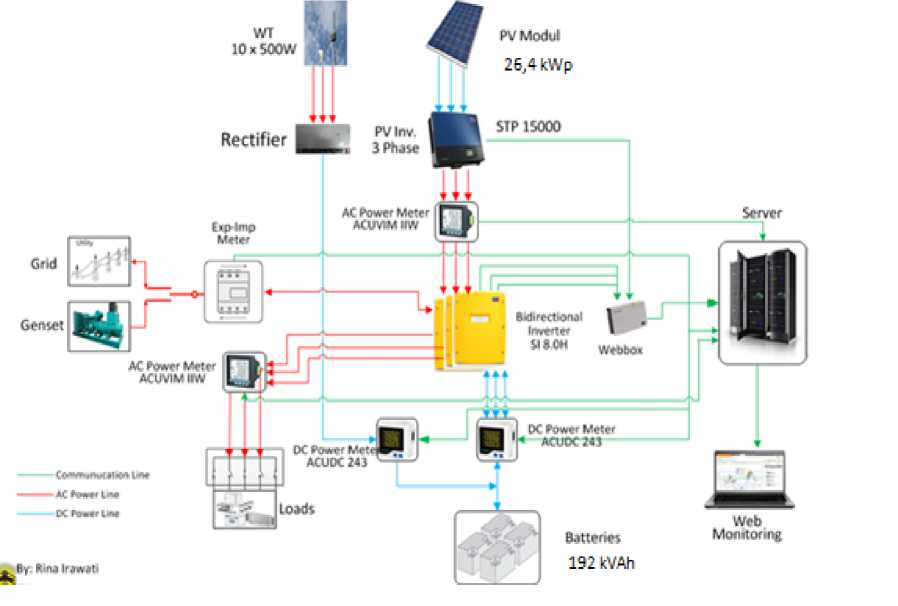 WT
10 x 500W
PV Modul
26,4 kWp
Rectifier
PV Inv.
3 Phase
STP 15000
AC Power Meter
ACUVIM IIW
Server
Exp-Imp
Meter
Utility
Grid
Genset
Bidirectional
Inverter
SI 8.0H
Webbox
AC Power Meter
ACUVIM IIW
DC Power Meter
ACUDC 243
DC Power Meter
ACUDC 243
Communucation Line
AC Power Line
DC Power Line
Loads
Batteries
192 kVAh
Web
Monitoring
By: Rina Irawati